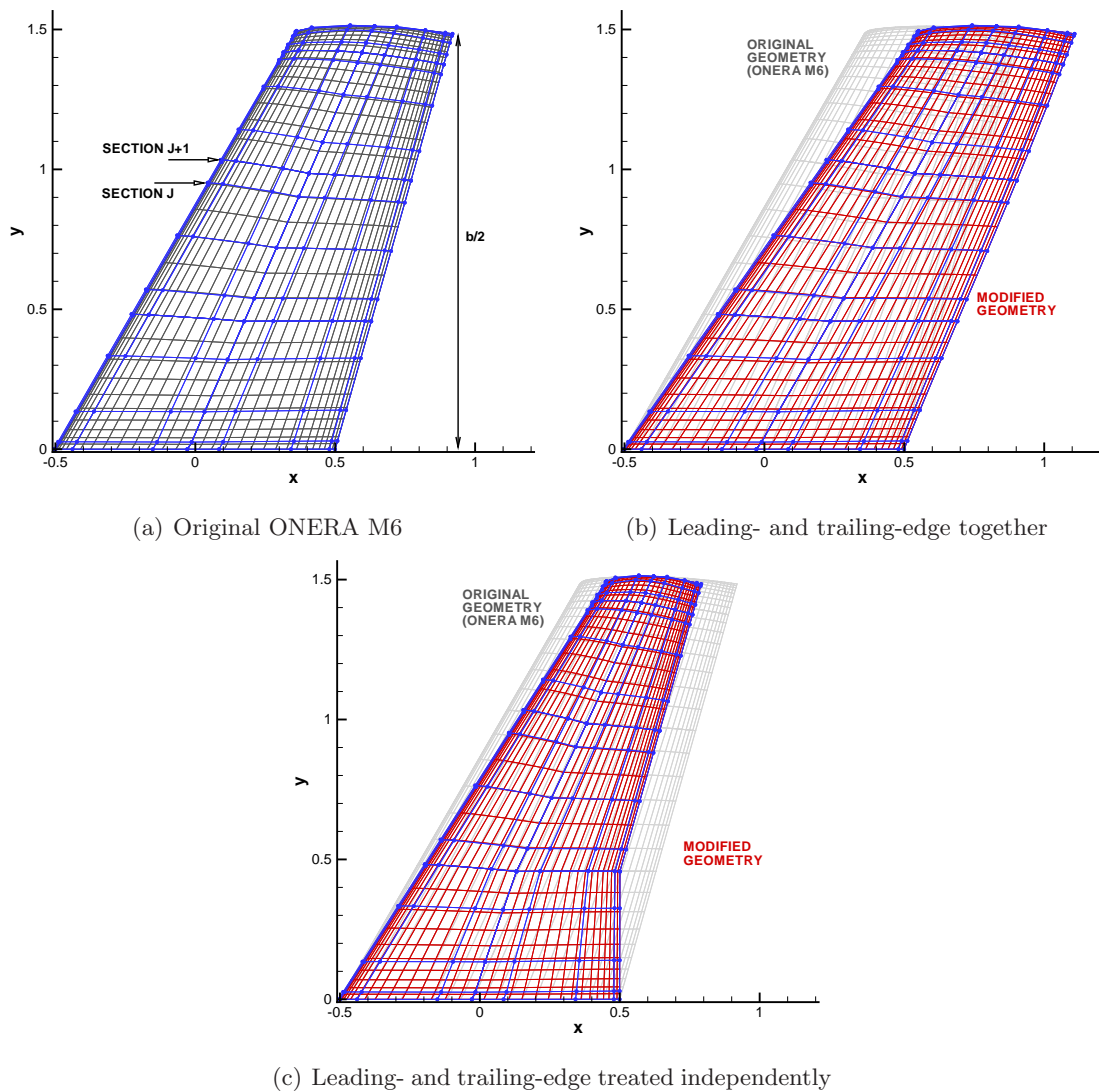 1.5
1
0.5
0
y
-0.5
0
0.5
1
x
SECTION J+1
SECTION J
b/2
(a) Original ONERA M6
1.5
1
0.5
0
y
-0.5
0
0.5
1
x
ORIGINAL
GEOMETRY
(ONERA M6)
MODIFIED
GEOMETRY
(b) Leading- and trailing-edge together
1.5
1
0.5
0
y
-0.5
0
0.5
1
x
ORIGINAL
GEOMETRY
(ONERA M6)
MODIFIED
GEOMETRY
(c) Leading- and trailing-edge treated independently